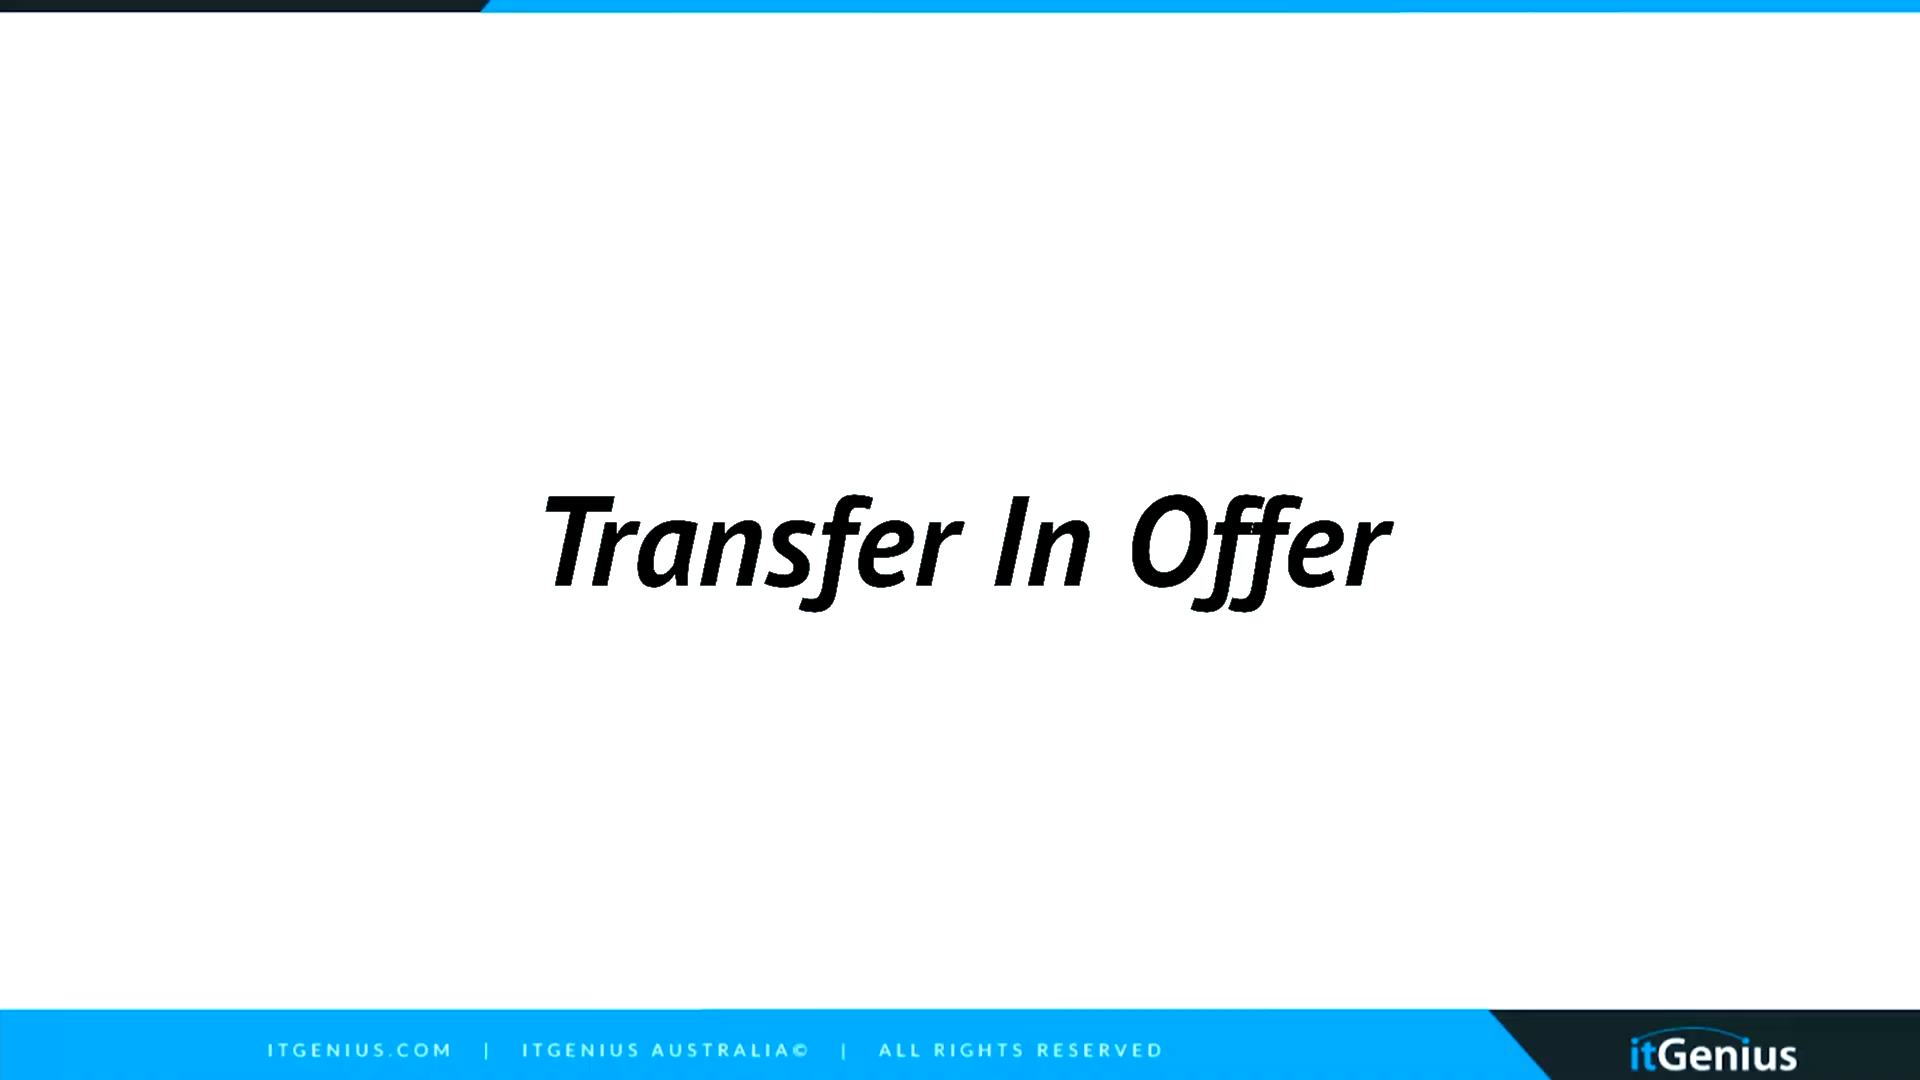 Transfer In Offer
ITGENIUS.COM | ITGENIUS AUSTRALIA© | ALL RIGHTS RESERVED
itGenius